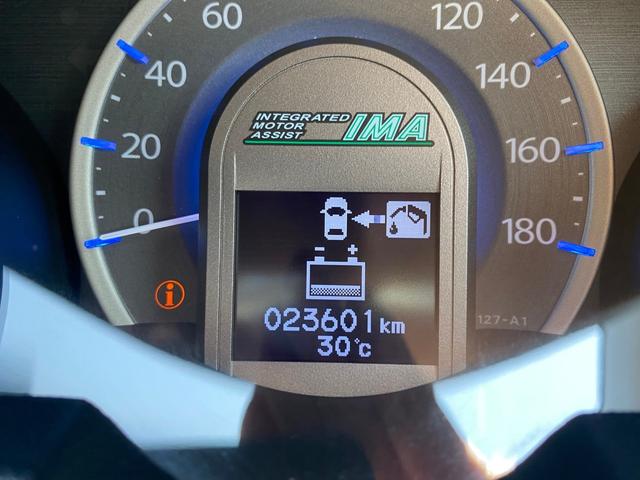 60
120
40
140
INTEGRATED
MOTOR
ASSIST
IMA
20
160
0
180
- +
i
023601 km
127-A1
30°C